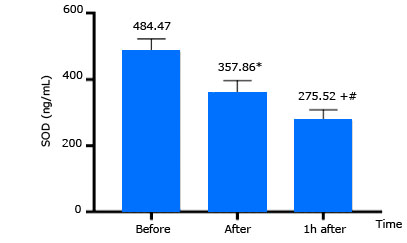 600
484.47
400
357.86*
275.52 +#
SOD (ng/mL)
200
0
Before
After
1h after
Time